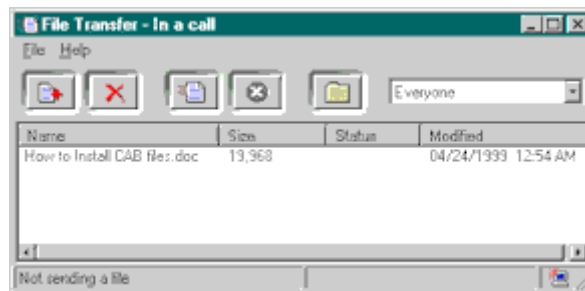 File Transfer - In a call
File Help
Everyone
Name Size Status Modified
How to Install CAB files.doc 19,968 04/24/1999 12:54 AM
Not sending a file